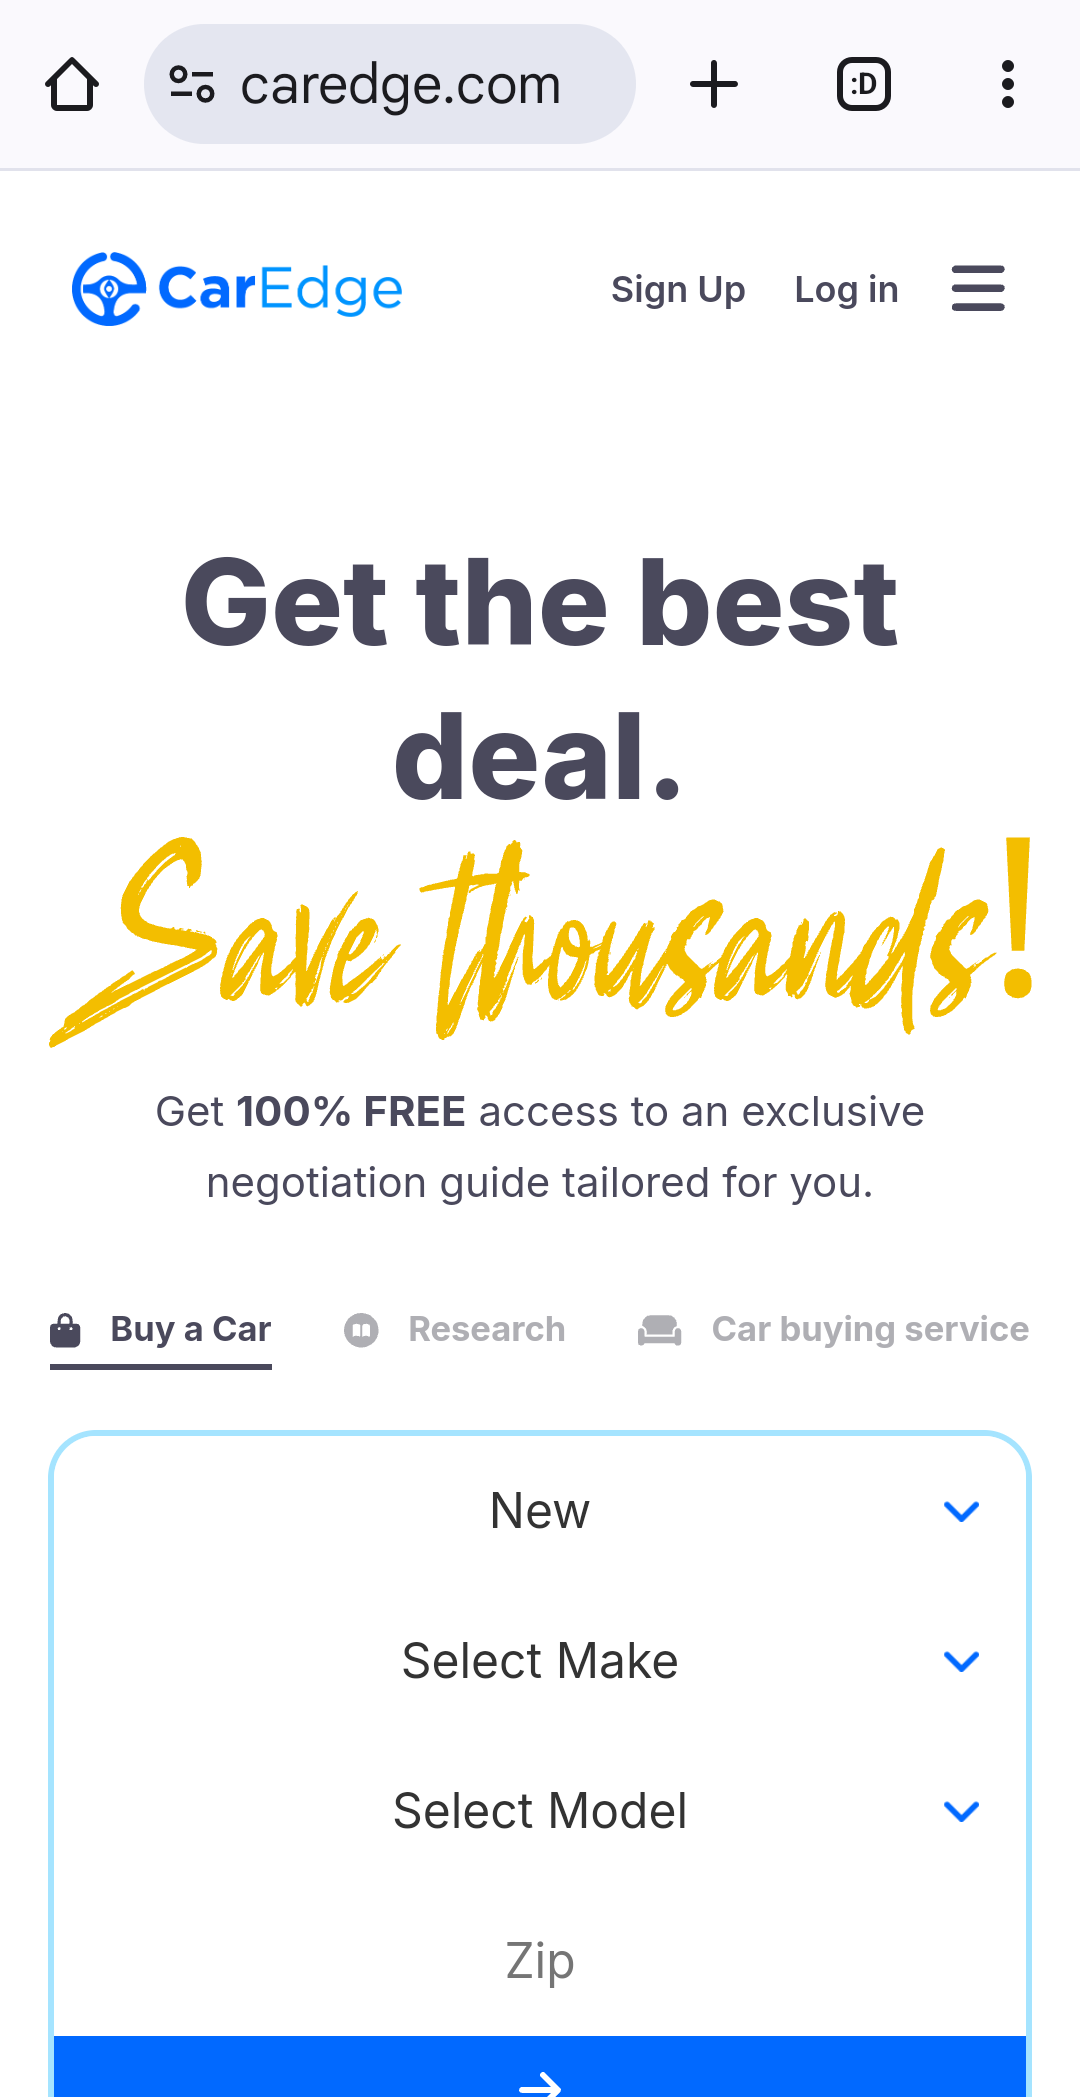 caredge.com
:D
CarEdge
Sign Up Log in
Get the best
deal.
Save thousands!
Get 100% FREE access to an exclusive
negotiation guide tailored for you.
Buy a Car Research Car buying service
New
Select Make
Select Model
Zip